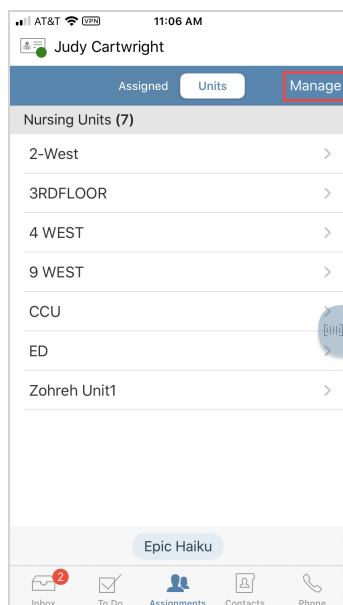 AT&T VPN 11:06 AM
Judy Cartwright
Assigned Units Manage
Nursing Units (7)
2-West
3RDFLOOR
4 WEST
9 WEST
CCU
ED
Zohreh Unit1
Epic Haiku
2
Inbox To Do Assignments Contacts Phone